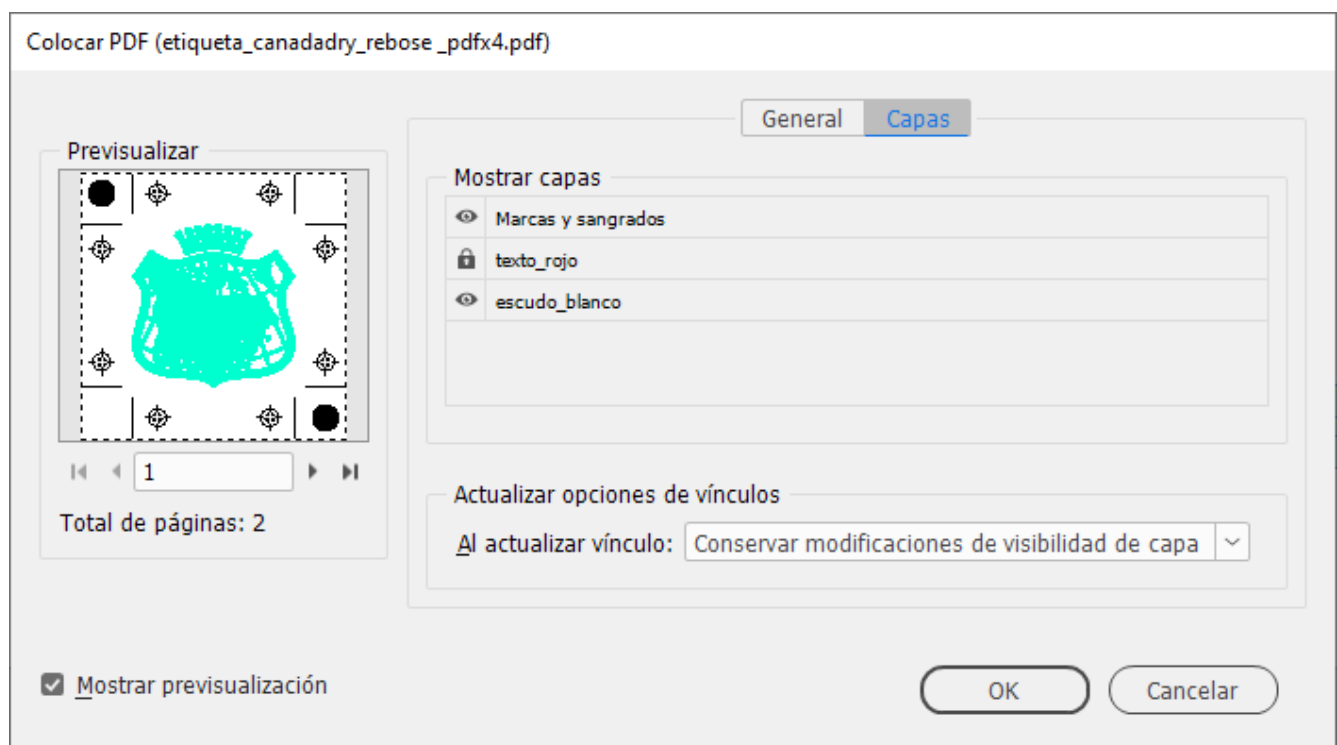 Colocar PDF (etiqueta_canadadry_rebose _pdfx4.pdf)
General Capas
Previsualizar
Mostrar capas
Marcas y sangrados
texto_rojo
escudo_blanco
1
Total de páginas: 2
Actualizar opciones de vínculos
Al actualizar vínculo: Conservar modificaciones de visibilidad de capa
Mostrar previsualización
OK Cancelar